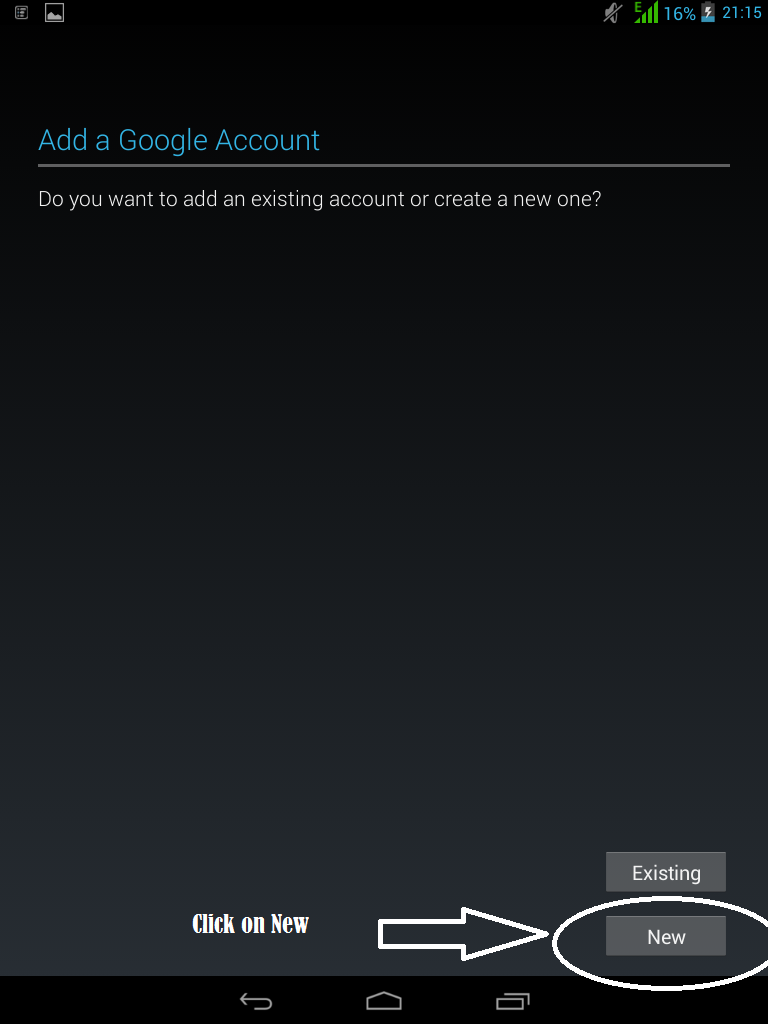 E 16% 21:15
Add a Google Account
Do you want to add an existing account or create a new one?
Existing
Click on New
New